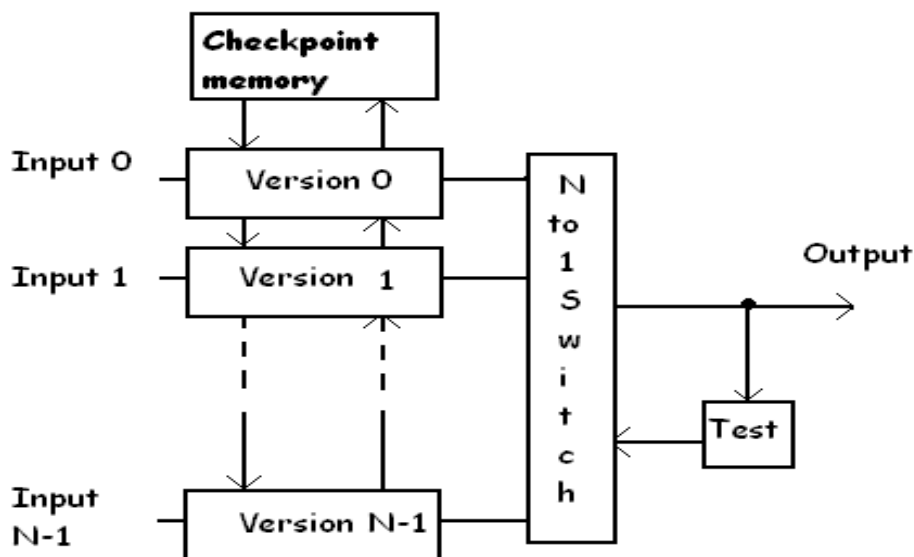 Checkpoint
memory
Input 0
Version 0
Input 1
Version 1
Input
N-1
Version N-1
N
to
1
S
w
i
t
c
h
Output
Test